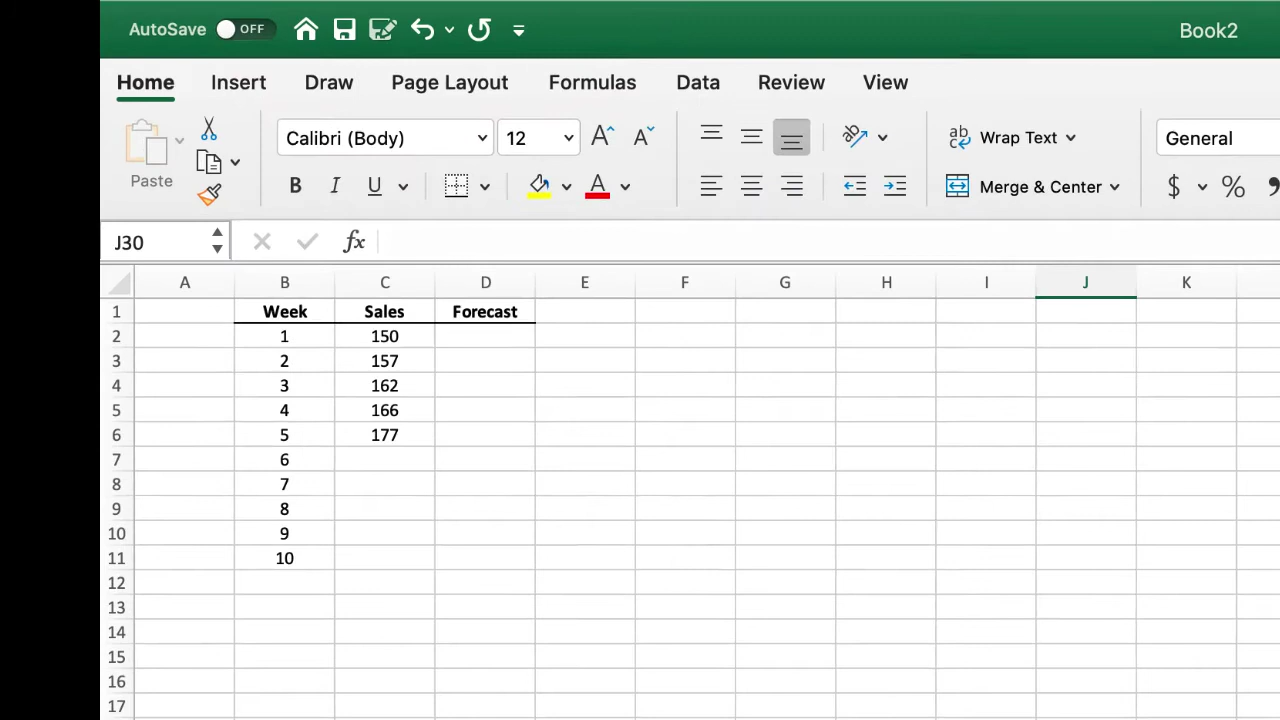 AutoSave OFF Book2
Home Insert Draw Page Layout Formulas Data Review View
Calibri (Body) 12 A A ab Wrap Text General
Paste B I U A c Merge & Center $ % ,
J30 fx
A B C D E F G H I J K
1 Week Sales Forecast
2 1 150
3 2 157
4 3 162
5 4 166
6 5 177
7 6
8 7
9 8
10 9
11 10
12
13
14
15
16
17